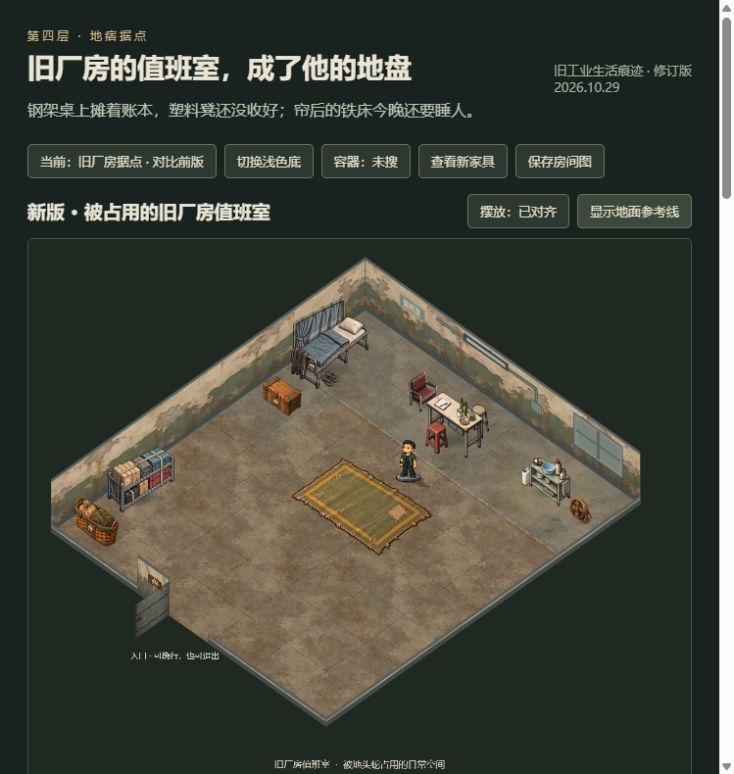 第四层 · 地痞据点
旧厂房的值班室，成了他的地盘
旧工业生活痕迹 · 修订版
2026.10.29
钢架桌上摊着账本，塑料凳还没收好；帘后的铁床今晚还要睡人。
当前：旧厂房据点 · 对比前版
切换浅色底
容器：未搜
查看新家具
保存房间图
新版 · 被占用的旧厂房值班室
摆放：已对齐
显示地面参考线
入口 · 可通行，也可退出
旧厂房值班室 · 被地头蛇占用的日常空间